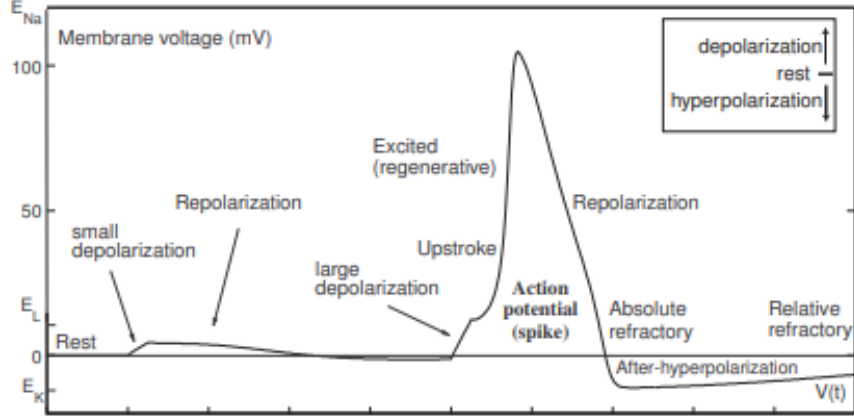 E_Na
Membrane voltage (mV)
depolarization
rest
hyperpolarization
100
Excited
(regenerative)
Repolarization
Repolarization
50
small
depolarization
Upstroke
large
depolarization
Action
potential
(spike)
Absolute
refractory
Relative
refractory
E_L
Rest
0
After-hyperpolarization
E_K
V(t)